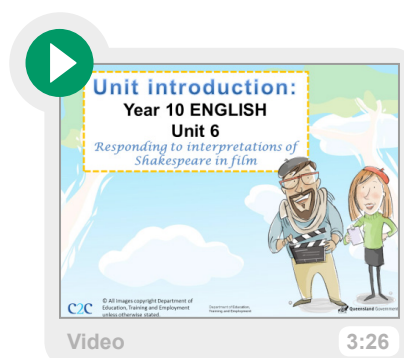 Unit introduction:
Year 10 ENGLISH
Unit 6
Responding to interpretations of
Shakespeare in film
C2C
© All Images copyright Department of
Education, Training and Employment
unless otherwise stated.
Department of Education,
Training and Employment
Queensland Government
Video
3:26